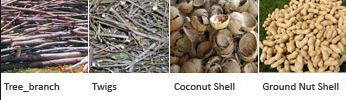 Tree_branch
Twigs
Coconut Shell
Ground Nut Shell